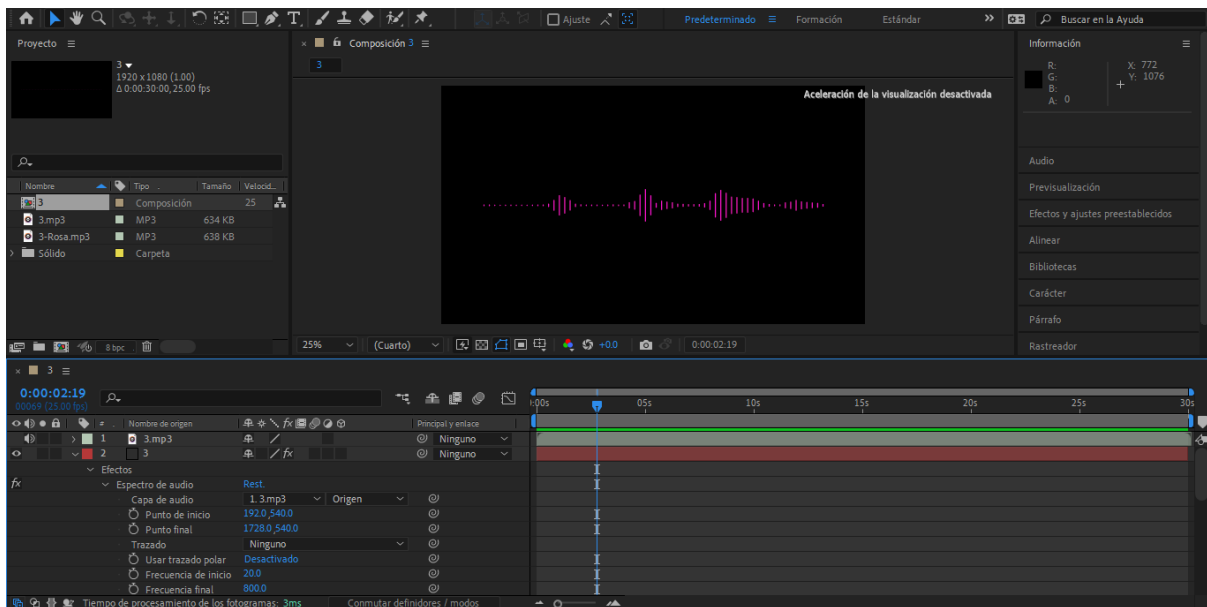 Ajuste
Predeterminado
Formación
Estándar
Buscar en la Ayuda
Proyecto
Composición 3
Información
3
1920 x 1080 (1.00)
Δ 0:00:30:00, 25.00 fps)
3
R:
G:
B:
A: 0
X: 772
Y: 1076
Aceleración de la visualización desactivada
Nombre Tipo Tamaño Velocid...
3 Composición 25
3.mp3 MP3 634 KB
3-Rosa.mp3 MP3 638 KB
Sólido Carpeta
Audio
Previsualización
Efectos y ajustes preestablecidos
Alinear
Bibliotecas
Carácter
Párrafo
Rastreador
8 bpc
25% (Cuarto) +0.0 0:00:02:19
3
0:00:02:19
00069 (25.00 fps)
05s 10s 15s 20s 25s 30s
Nombre de origen Principal y enlace
1 3.mp3 Ninguno
2 3 fx Ninguno
Efectos
fx Espectro de audio Rest.
Capa de audio 1. 3.mp3 Origen
Punto de inicio 192.0,540.0
Punto final 1728.0,540.0
Trazado Ninguno
Usar trazado polar Desactivado
Frecuencia de inicio 20.0
Frecuencia final 800.0
Tiempo de procesamiento de los fotogramas: 3ms Conmutar definidores / modos